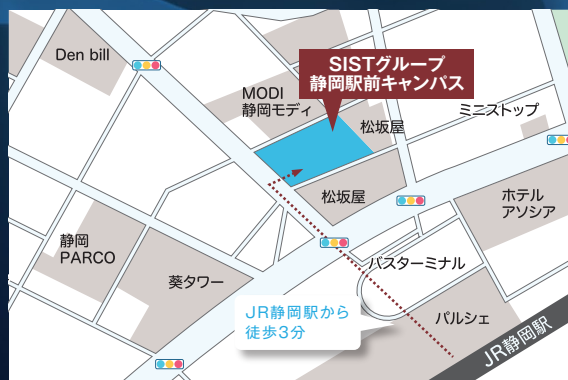 Den bill
SISTグループ
静岡駅前キャンパス
MODI
静岡モディ
松坂屋
ミニストップ
松坂屋
ホテル
アソシア
静岡
PARCO
葵タワー
バスターミナル
JR静岡駅から
徒歩3分
パルシェ
JR静岡駅